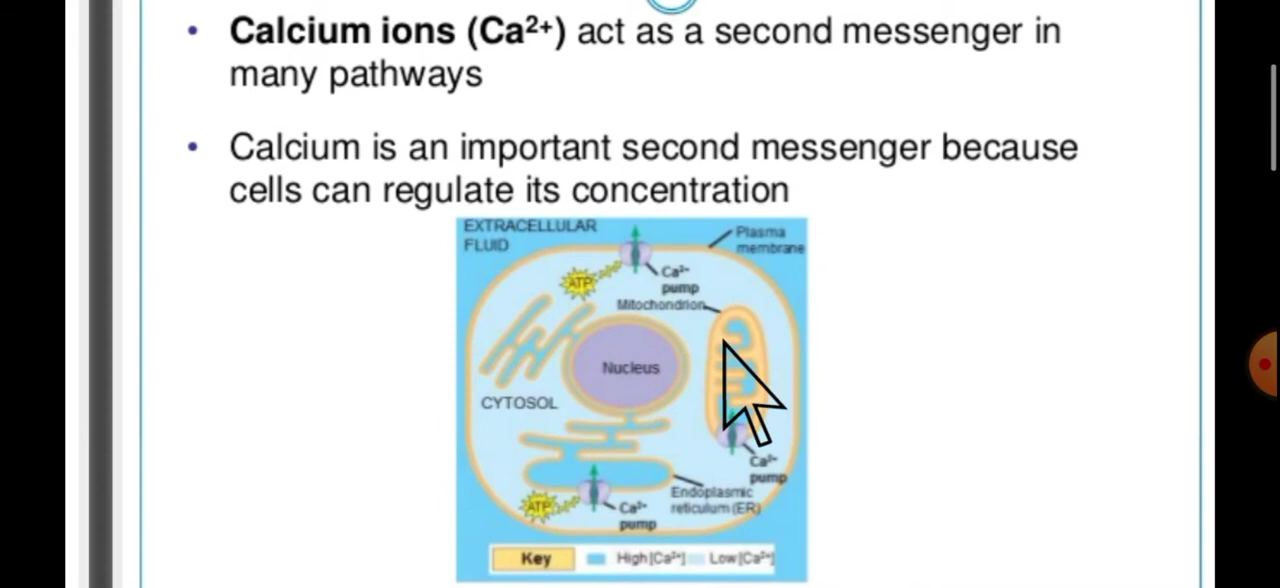 • Calcium ions (Ca²⁺) act as a second messenger in
many pathways
• Calcium is an important second messenger because
cells can regulate its concentration
EXTRACELLULAR
FLUID
Plasma
membrane
ATP
Ca²⁺
pump
Mitochondrion
Nucleus
CYTOSOL
Ca²⁺
pump
Endoplasmic
reticulum (ER)
ATP
Ca²⁺
pump
Key
High [Ca²⁺]
Low [Ca²⁺]